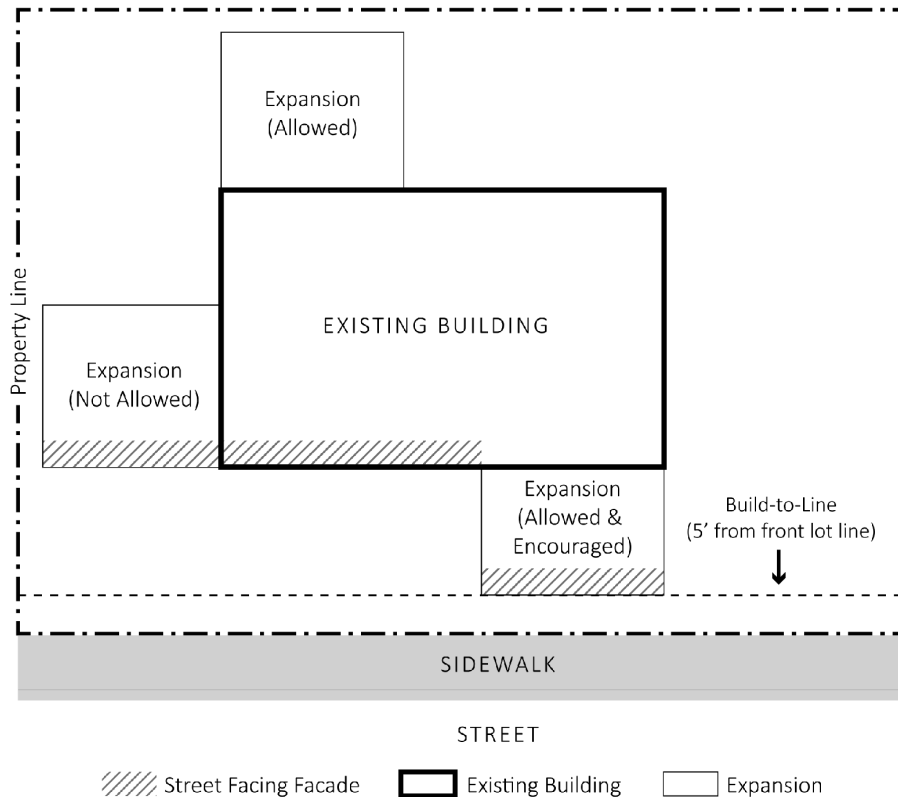 Expansion
(Allowed)
Property Line
EXISTING BUILDING
Expansion
(Not Allowed)
Expansion
(Allowed &
Encouraged)
Build-to-Line
(5’ from front lot line)
SIDEWALK
STREET
Street Facing Facade
Existing Building
Expansion